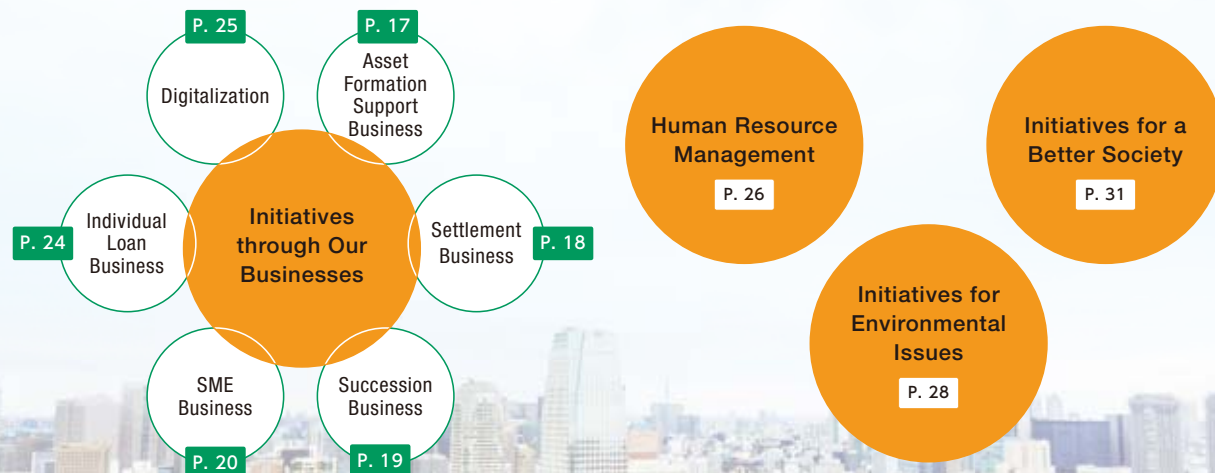 P. 25
Digitalization
P. 17
Asset
Formation
Support
Business
P. 24
Individual
Loan
Business
Initiatives
through Our
Businesses
Settlement
Business
P. 18
SME
Business
P. 20
Succession
Business
P. 19
Human Resource
Management
P. 26
Initiatives for a
Better Society
P. 31
Initiatives for
Environmental
Issues
P. 28